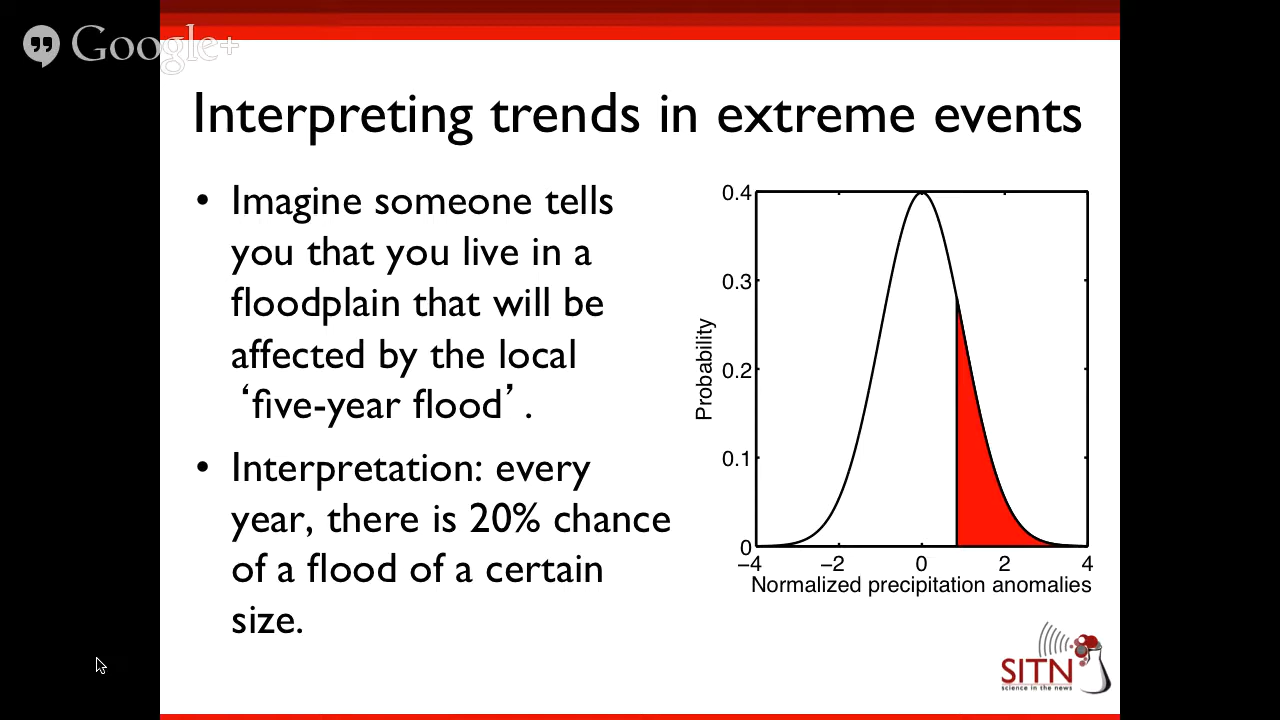 Google+
Interpreting trends in extreme events
• Imagine someone tells
you that you live in a
floodplain that will be
affected by the local
‘five-year flood’.
• Interpretation: every
year, there is 20% chance
of a flood of a certain
size.
0.4
0.3
0.2
0.1
0
Probability
−4 −2 0 2 4
Normalized precipitation anomalies
SITN
science in the news